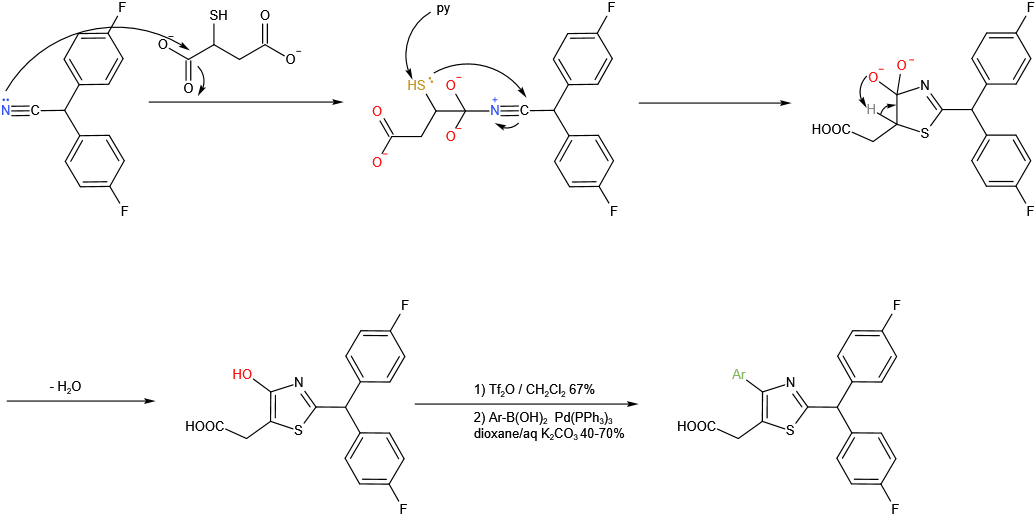 F
SH
O⁻
O
O
O⁻
N≡C
F
py
HS:
O⁻
O
O⁻
O⁻
N⁺≡C
F
F
O⁻
O⁻
H
N
S
HOOC
F
F
- H₂O
HO
N
S
HOOC
F
F
1) Tf₂O / CH₂Cl₂ 67%
2) Ar-B(OH)₂ Pd(PPh₃)₃
dioxane/aq K₂CO₃ 40-70%
Ar
N
S
HOOC
F
F